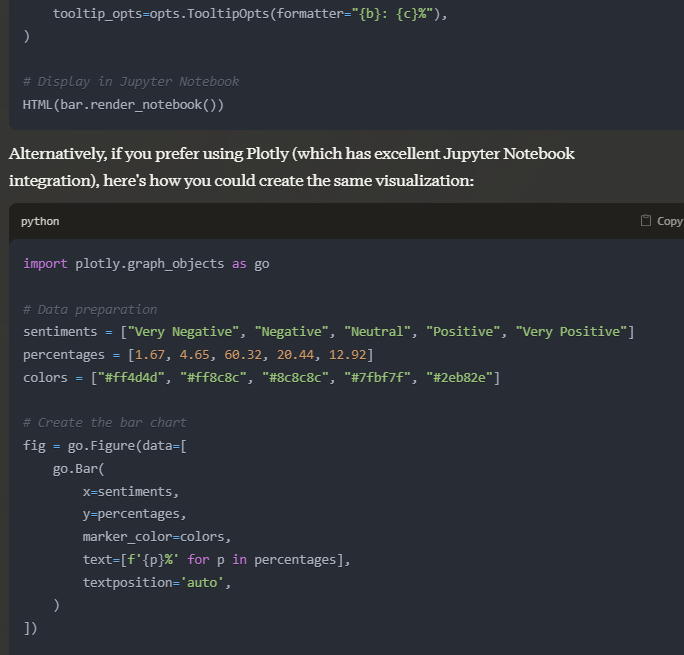 tooltip_opts=opts.TooltipOpts(formatter="{b}: {c}%"),
)
# Display in Jupyter Notebook
HTML(bar.render_notebook())
Alternatively, if you prefer using Plotly (which has excellent Jupyter Notebook
integration), here's how you could create the same visualization:
python
Copy
import plotly.graph_objects as go
# Data preparation
sentiments = ["Very Negative", "Negative", "Neutral", "Positive", "Very Positive"]
percentages = [1.67, 4.65, 60.32, 20.44, 12.92]
colors = ["#ff4d4d", "#ff8c8c", "#8c8c8c", "#7fbf7f", "#2eb82e"]
# Create the bar chart
fig = go.Figure(data=[
    go.Bar(
        x=sentiments,
        y=percentages,
        marker_color=colors,
        text=[f'{p}%' for p in percentages],
        textposition='auto',
    )
])